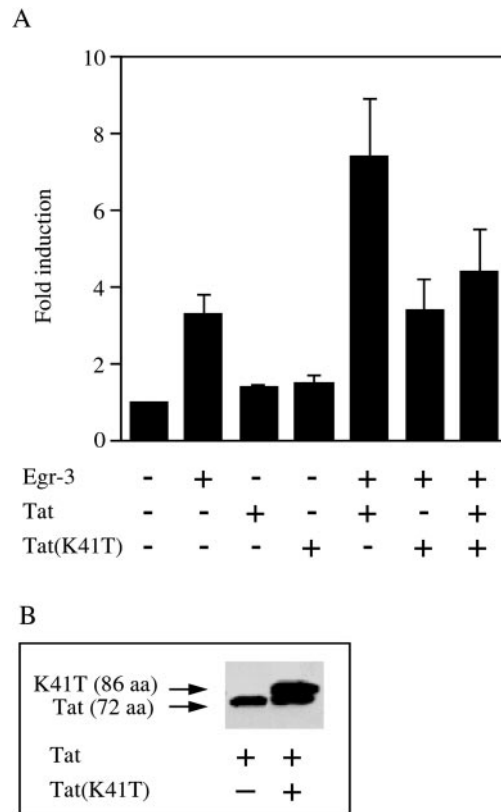 A
10
8
6
4
2
0
Fold induction
Egr-3 - + - - + + +
Tat - - + - + - +
Tat(K41T) - - - + - + +
B
K41T (86 aa)
Tat (72 aa)
Tat + +
Tat(K41T) − +